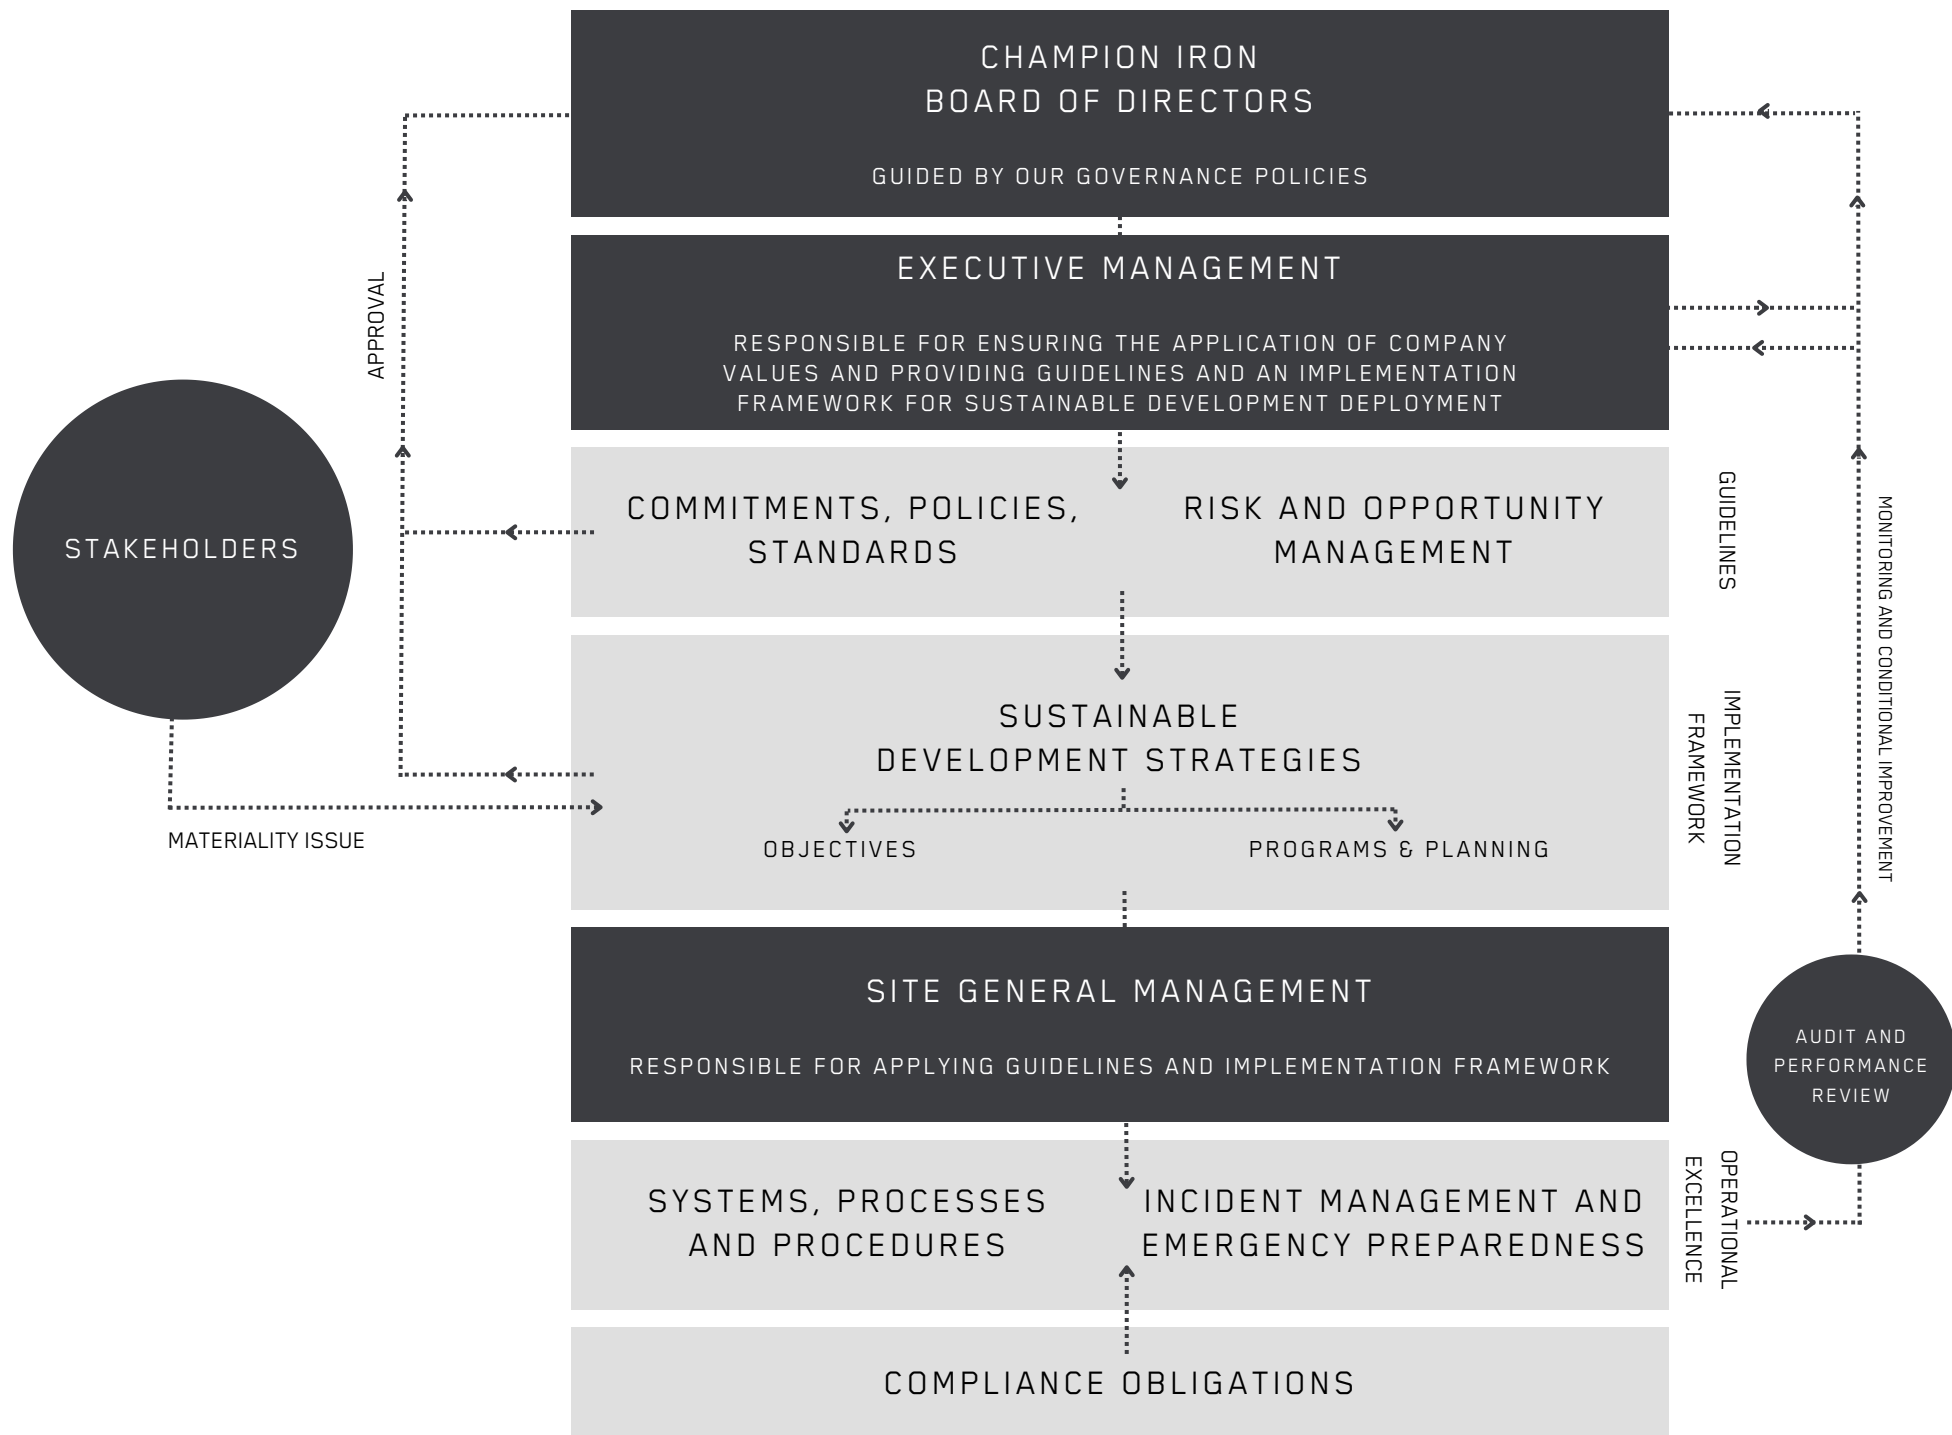 CHAMPION IRON
BOARD OF DIRECTORS
GUIDED BY OUR GOVERNANCE POLICIES
EXECUTIVE MANAGEMENT
RESPONSIBLE FOR ENSURING THE APPLICATION OF COMPANY
VALUES AND PROVIDING GUIDELINES AND AN IMPLEMENTATION
FRAMEWORK FOR SUSTAINABLE DEVELOPMENT DEPLOYMENT
APPROVAL
STAKEHOLDERS
COMMITMENTS, POLICIES,
STANDARDS
RISK AND OPPORTUNITY
MANAGEMENT
GUIDELINES
MONITORING AND CONDITIONAL IMPROVEMENT
SUSTAINABLE
DEVELOPMENT STRATEGIES
OBJECTIVES
PROGRAMS & PLANNING
IMPLEMENTATION
FRAMEWORK
MATERIALITY ISSUE
SITE GENERAL MANAGEMENT
RESPONSIBLE FOR APPLYING GUIDELINES AND IMPLEMENTATION FRAMEWORK
AUDIT AND
PERFORMANCE
REVIEW
SYSTEMS, PROCESSES
AND PROCEDURES
INCIDENT MANAGEMENT AND
EMERGENCY PREPAREDNESS
OPERATIONAL
EXCELLENCE
COMPLIANCE OBLIGATIONS